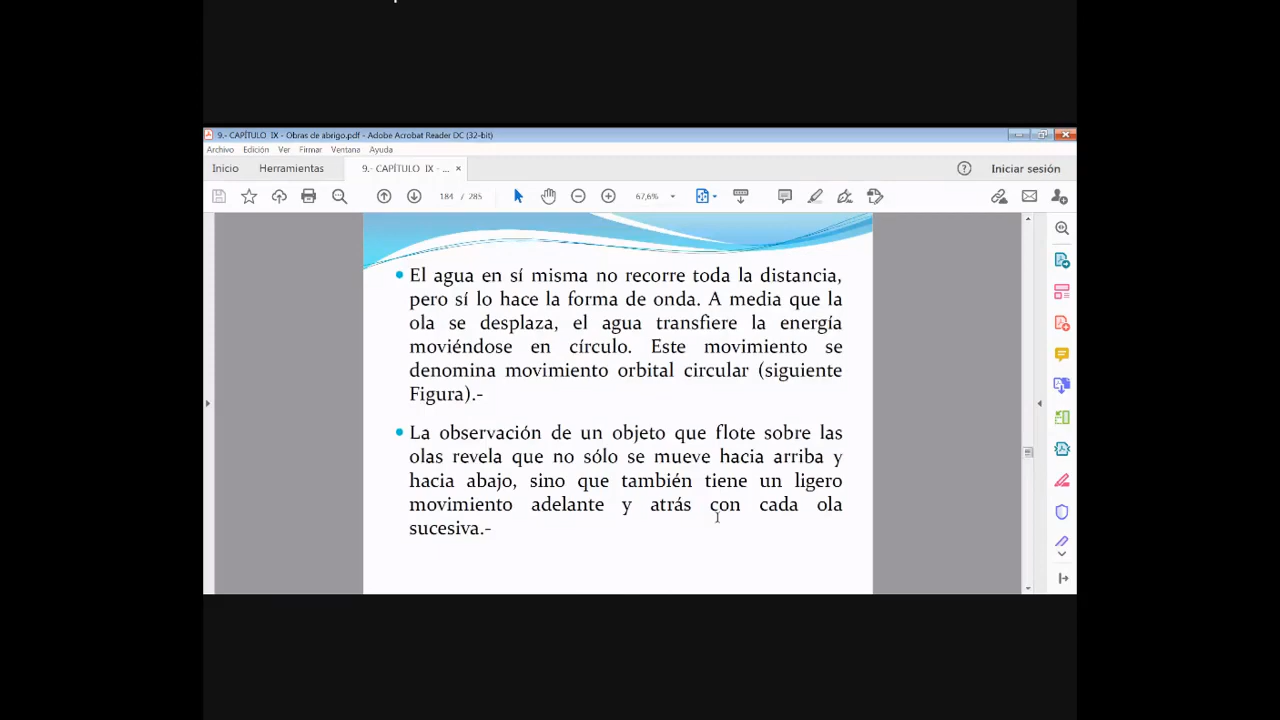 9.- CAPÍTULO IX - Obras de abrigo.pdf - Adobe Acrobat Reader DC (32-bit)
Archivo Edición Ver Firmar Ventana Ayuda
Inicio Herramientas 9.- CAPÍTULO IX - ... × Iniciar sesión
184 / 285 67,6%
• El agua en sí misma no recorre toda la distancia,
pero sí lo hace la forma de onda. A media que la
ola se desplaza, el agua transfiere la energía
moviéndose en círculo. Este movimiento se
denomina movimiento orbital circular (siguiente
Figura).-
• La observación de un objeto que flote sobre las
olas revela que no sólo se mueve hacia arriba y
hacia abajo, sino que también tiene un ligero
movimiento adelante y atrás con cada ola
sucesiva.-